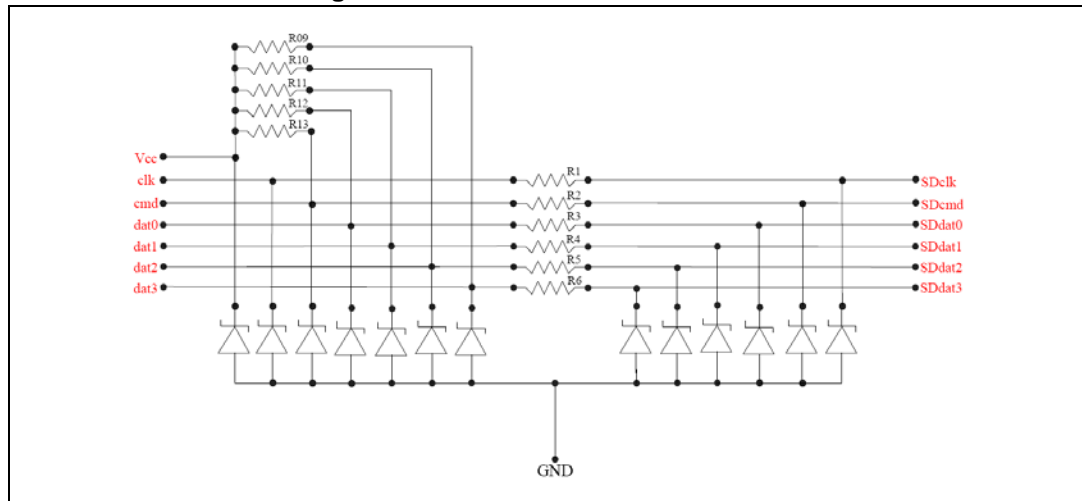 R09
R10
R11
R12
R13
Vcc
clk R1 SDclk
cmd R2 SDcmd
dat0 R3 SDdat0
dat1 R4 SDdat1
dat2 R5 SDdat2
dat3 R6 SDdat3
GND